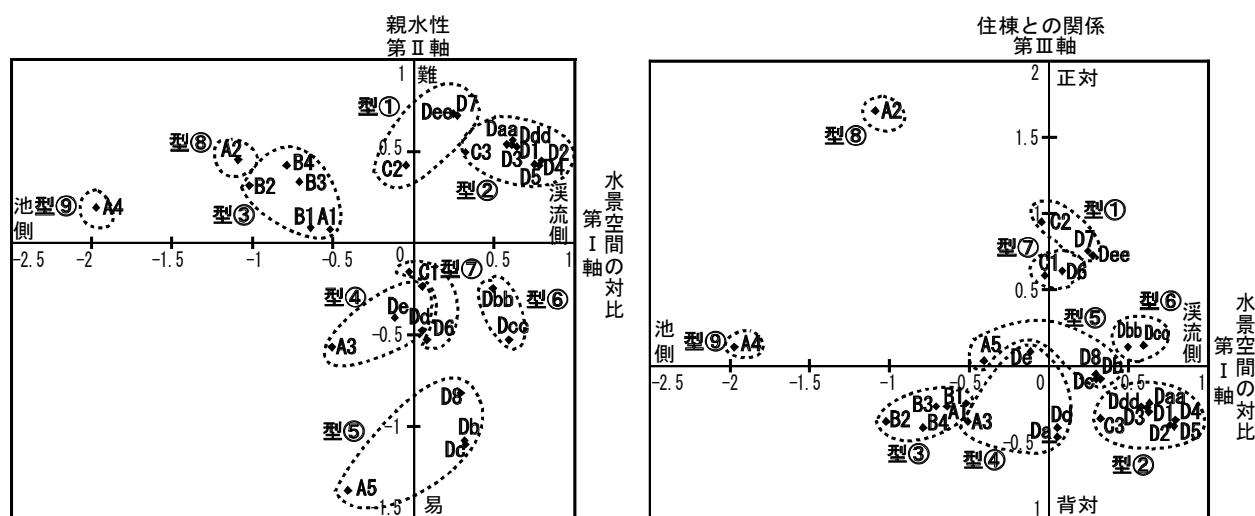 親水性
第Ⅱ軸
1
難
型①
Dee
D7
型⑧
A2
0.5
Daa
Ddd
C3
D3
D1
D2
D4
D5
C2
型②
B4
B2
B3
型⑨
A4
型③
B1
A1
池側
渓流側
水景空間の対比
第Ⅰ軸
-2.5
-2
-1.5
-1
-0.5
0
0.5
1
C1
型⑦
型④
De
Dd
D6
Dbb
Dcc
型⑥
A3
-0.5
D8
-1
Db
Dc
型⑤
A5
-1.5
易
住棟との関係
第Ⅲ軸
2
正対
A2
型⑧
1.5
1
型①
C2
D7
Dee
型⑦
C1
D6
0.5
型⑥
型⑤
Dbb
Dcc
池側
型⑨
A4
A5
De
D8
Db
Dc
渓流側
水景空間の対比
第Ⅰ軸
-2.5
-2
-1.5
-1
-0.5
0
0.5
1
B3
B1
A1
B2
B4
A3
Dd
Da
Ddd
Daa
D3
D1
D4
C3
D2
D5
-0.5
型③
型④
型②
1
背対